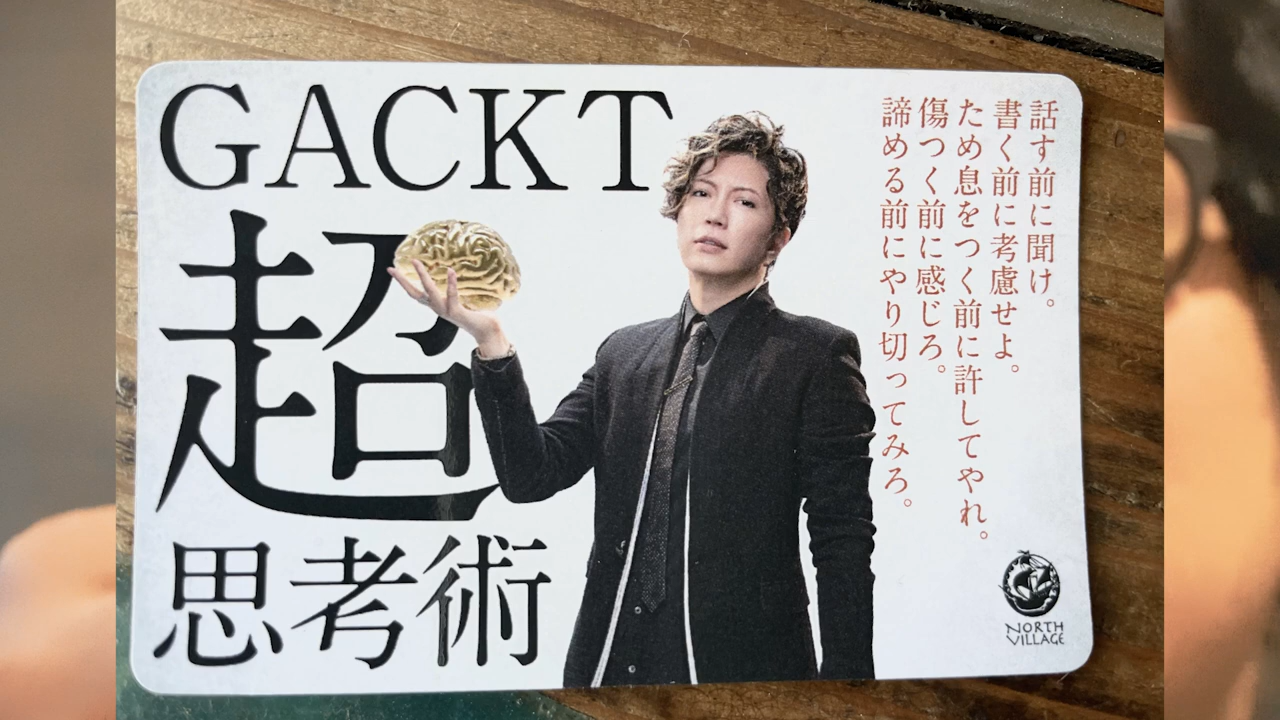 GACKT
超
思考術
話す前に聞け。
書く前に考慮せよ。
ため息をつく前に許してやれ。
傷つく前に感じろ。
諦める前にやり切ってみろ。
NORTH
VILLAGE